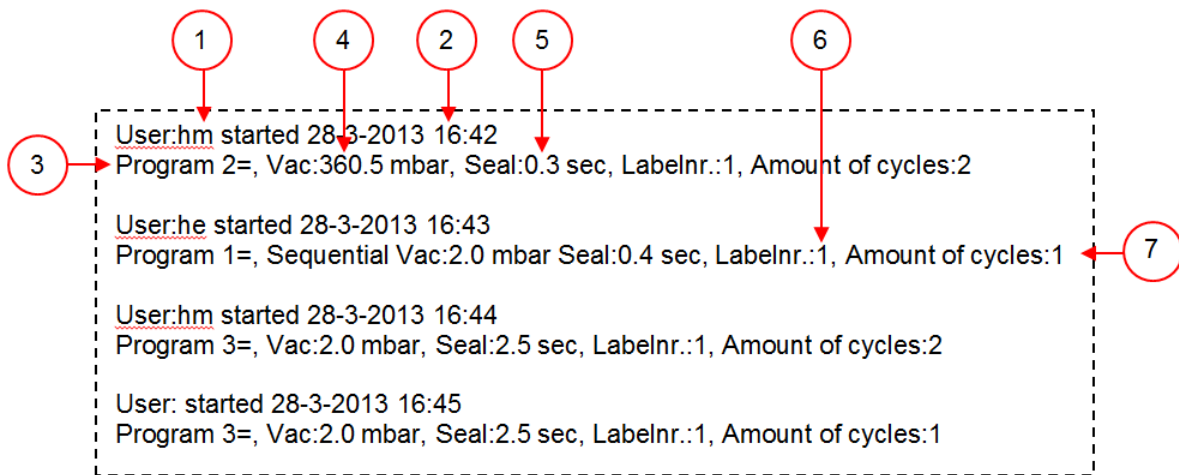 1 4 2 5 6
User:hm started 28-3-2013 16:42
3 Program 2=, Vac:360.5 mbar, Seal:0.3 sec, Labelnr.:1, Amount of cycles:2
User:he started 28-3-2013 16:43
Program 1=, Sequential Vac:2.0 mbar Seal:0.4 sec, Labelnr.:1, Amount of cycles:1 7
User:hm started 28-3-2013 16:44
Program 3=, Vac:2.0 mbar, Seal:2.5 sec, Labelnr.:1, Amount of cycles:2
User: started 28-3-2013 16:45
Program 3=, Vac:2.0 mbar, Seal:2.5 sec, Labelnr.:1, Amount of cycles:1